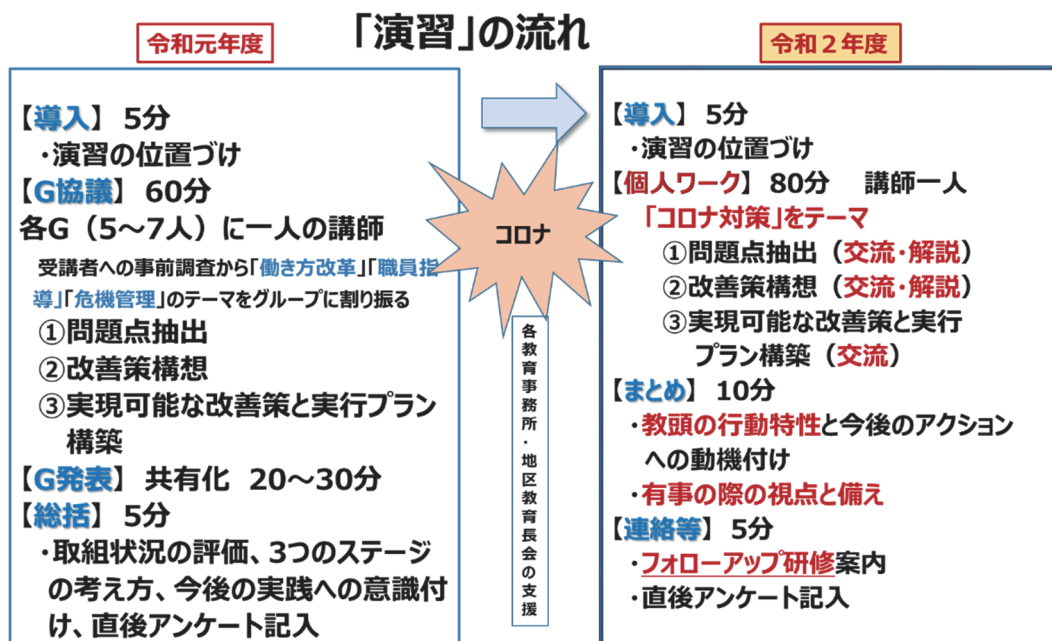 「演習」の流れ
令和元年度
【導入】 5分
・演習の位置づけ
【G協議】 60分
各G（5～7人）に一人の講師
受講者への事前調査から「働き方改革」「職員指
導」「危機管理」のテーマをグループに割り振る
①問題点抽出
②改善策構想
③実現可能な改善策と実行プラン
構築
【G発表】 共有化 20～30分
【総括】 5分
・取組状況の評価、3つのステージ
の考え方、今後の実践への意識付
け、直後アンケート記入
コロナ
各教育事務所・地区教育長会の支援
令和２年度
【導入】 5分
・演習の位置づけ
【個人ワーク】 80分 講師一人
「コロナ対策」をテーマ
①問題点抽出（交流・解説）
②改善策構想（交流・解説）
③実現可能な改善策と実行
プラン構築（交流）
【まとめ】 10分
・教頭の行動特性と今後のアクション
への動機付け
・有事の際の視点と備え
【連絡等】 5分
・フォローアップ研修案内
・直後アンケート記入